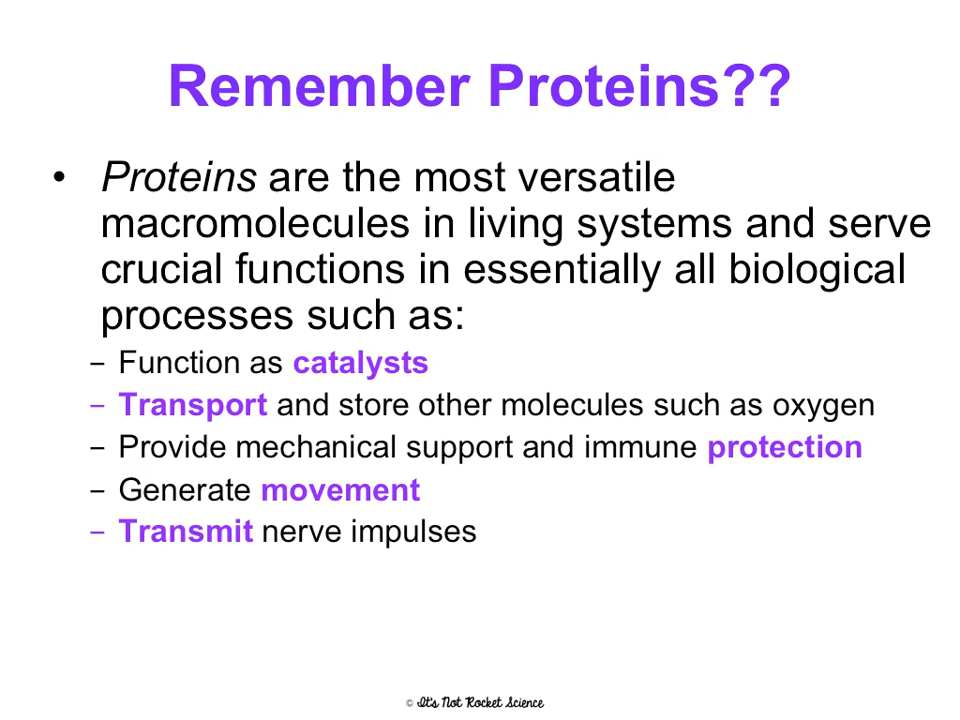 Remember Proteins??
• Proteins are the most versatile
macromolecules in living systems and serve
crucial functions in essentially all biological
processes such as:
– Function as catalysts
– Transport and store other molecules such as oxygen
– Provide mechanical support and immune protection
– Generate movement
– Transmit nerve impulses
© It's Not Rocket Science